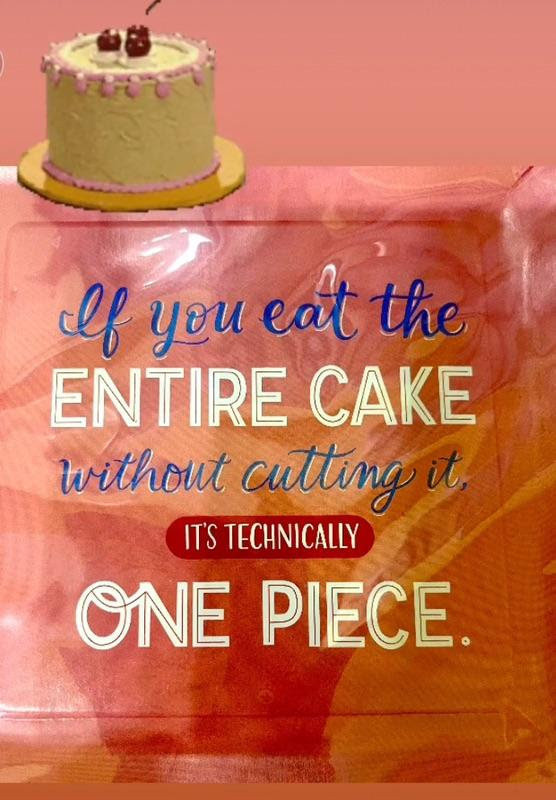 If you eat the
ENTIRE CAKE
without cutting it,
IT'S TECHNICALLY
ONE PIECE.